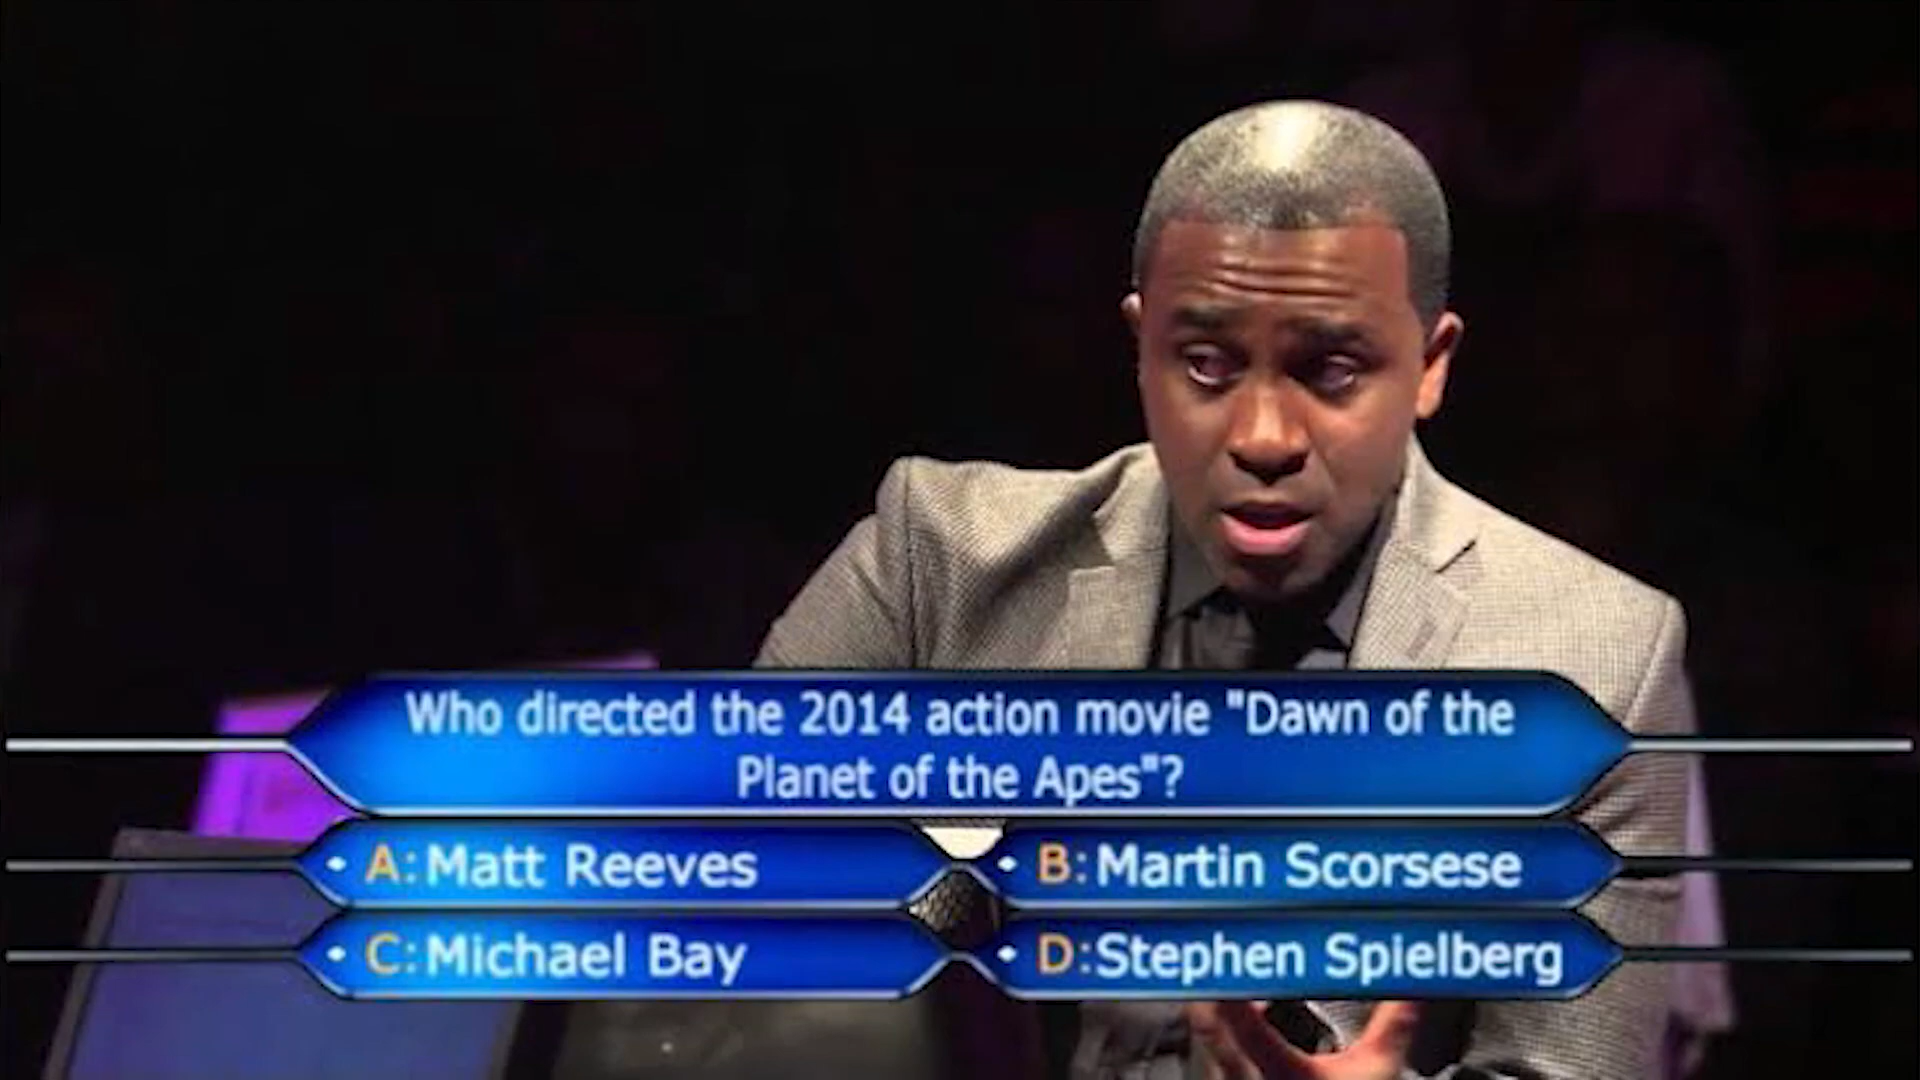 Who directed the 2014 action movie "Dawn of the
Planet of the Apes"?
A: Matt Reeves
B: Martin Scorsese
C: Michael Bay
D: Stephen Spielberg